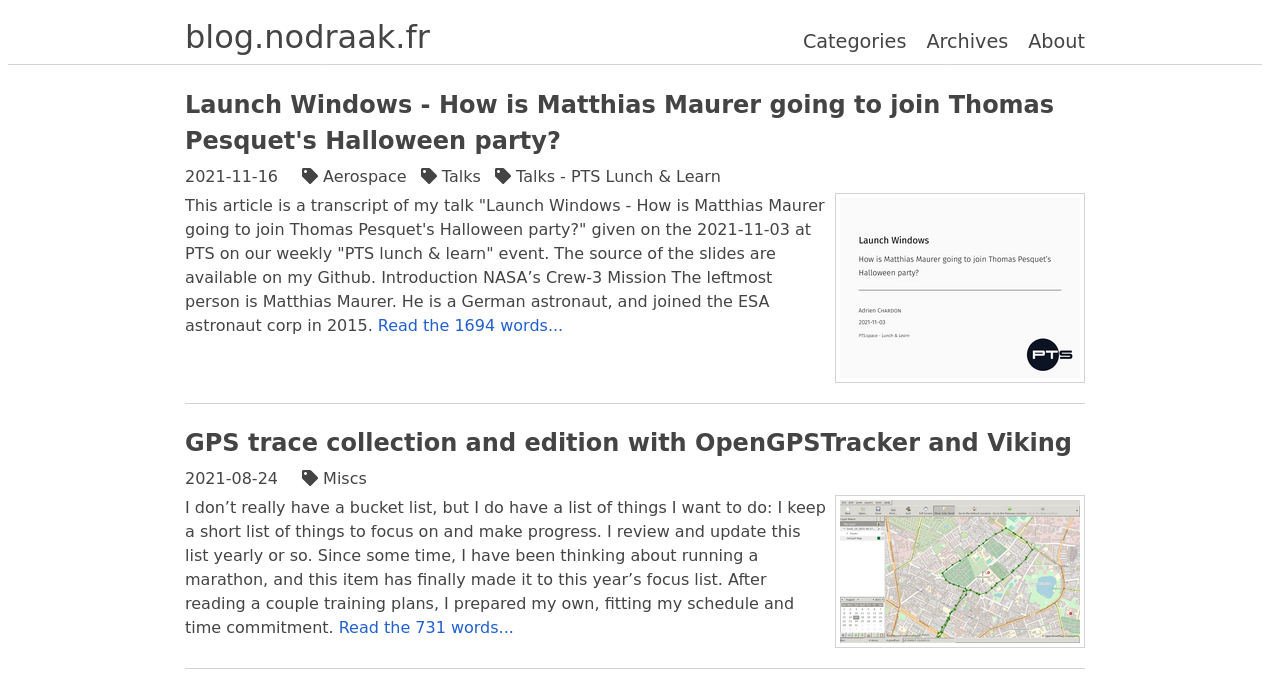 blog.nodraak.fr
Categories Archives About
Launch Windows - How is Matthias Maurer going to join Thomas
Pesquet's Halloween party?
2021-11-16 Aerospace Talks Talks - PTS Lunch & Learn
This article is a transcript of my talk "Launch Windows - How is Matthias Maurer
going to join Thomas Pesquet's Halloween party?" given on the 2021-11-03 at
PTS on our weekly "PTS lunch & learn" event. The source of the slides are
available on my Github. Introduction NASA’s Crew-3 Mission The leftmost
person is Matthias Maurer. He is a German astronaut, and joined the ESA
astronaut corp in 2015. Read the 1694 words...
Launch Windows
How is Matthias Maurer going to join Thomas Pesquet's
Halloween party?
Adrien Chardon
2021-11-03
PTS.space - Lunch & Learn
PTS
GPS trace collection and edition with OpenGPSTracker and Viking
2021-08-24 Miscs
I don’t really have a bucket list, but I do have a list of things I want to do: I keep
a short list of things to focus on and make progress. I review and update this
list yearly or so. Since some time, I have been thinking about running a
marathon, and this item has finally made it to this year’s focus list. After
reading a couple training plans, I prepared my own, fitting my schedule and
time commitment. Read the 731 words...